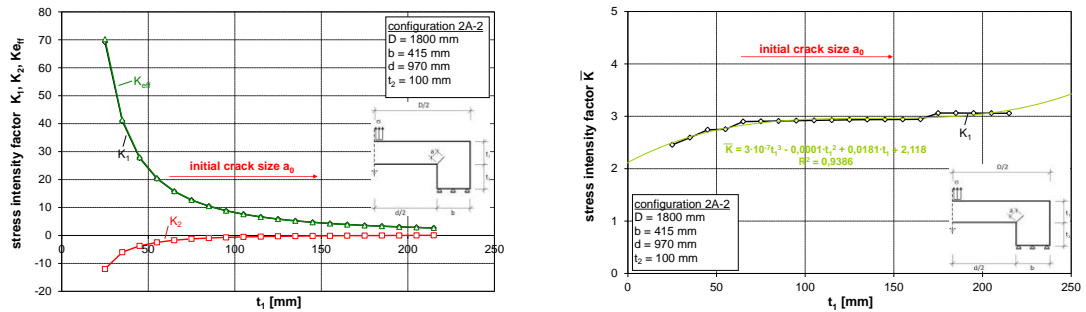 stress intensity factor K₁, K₂, Keff
70
60
50
40
30
20
10
0
-10
-20
0
50
100
150
200
250
t₁ [mm]
Keff
K₁
K₂
initial crack size a₀
configuration 2A-2
D = 1800 mm
b = 415 mm
d = 970 mm
t₂ = 100 mm
D/2
d/2
b
stress intensity factor K̅
5
4
3
2
1
0
0
50
100
150
200
250
t₁ [mm]
initial crack size a₀
K₁
K̅ = 3·10⁻⁷t₁³ - 0,0001·t₁² + 0,0181·t₁ + 2,118
R² = 0,9386
configuration 2A-2
D = 1800 mm
b = 415 mm
d = 970 mm
t₂ = 100 mm
D/2
d/2
b